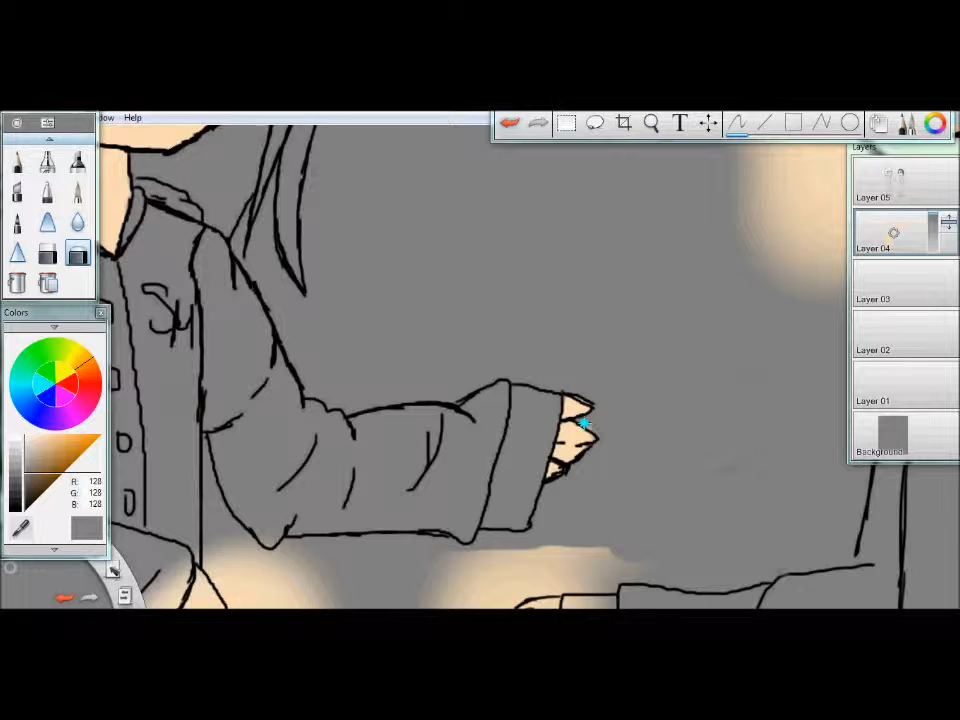 dow Help
T
Layers
Layer 05
Layer 04
Layer 03
Layer 02
Layer 01
Background
Colors x
R: 128
G: 128
B: 128